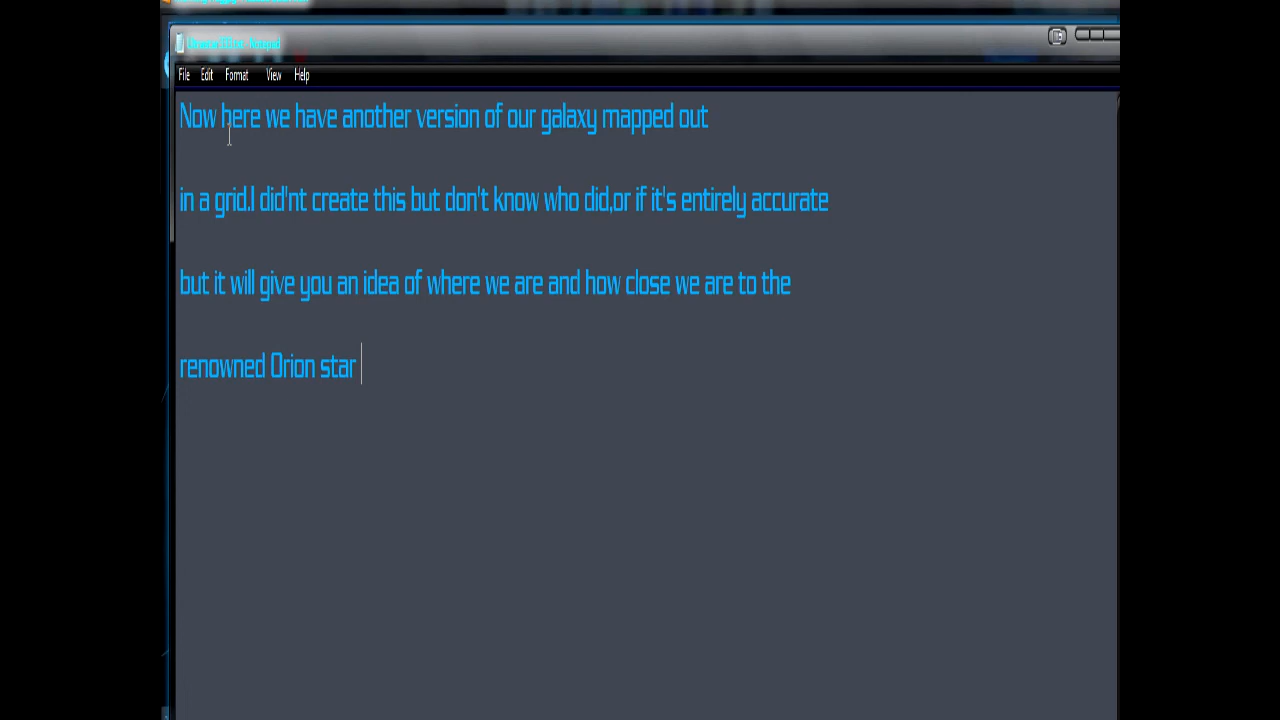 Notepad
File Edit Format View Help
Now here we have another version of our galaxy mapped out
in a grid.I did'nt create this but don't know who did,or if it's entirely accurate
but it will give you an idea of where we are and how close we are to the
renowned Orion star